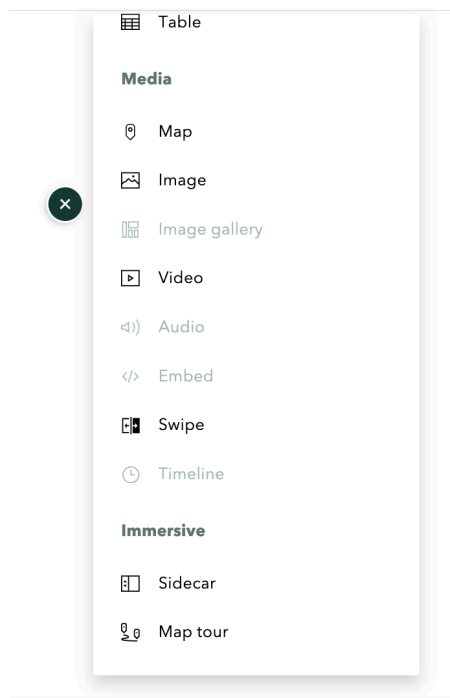 Table
Media
Map
Image
Image gallery
Video
Audio
Embed
Swipe
Timeline
Immersive
Sidecar
Map tour